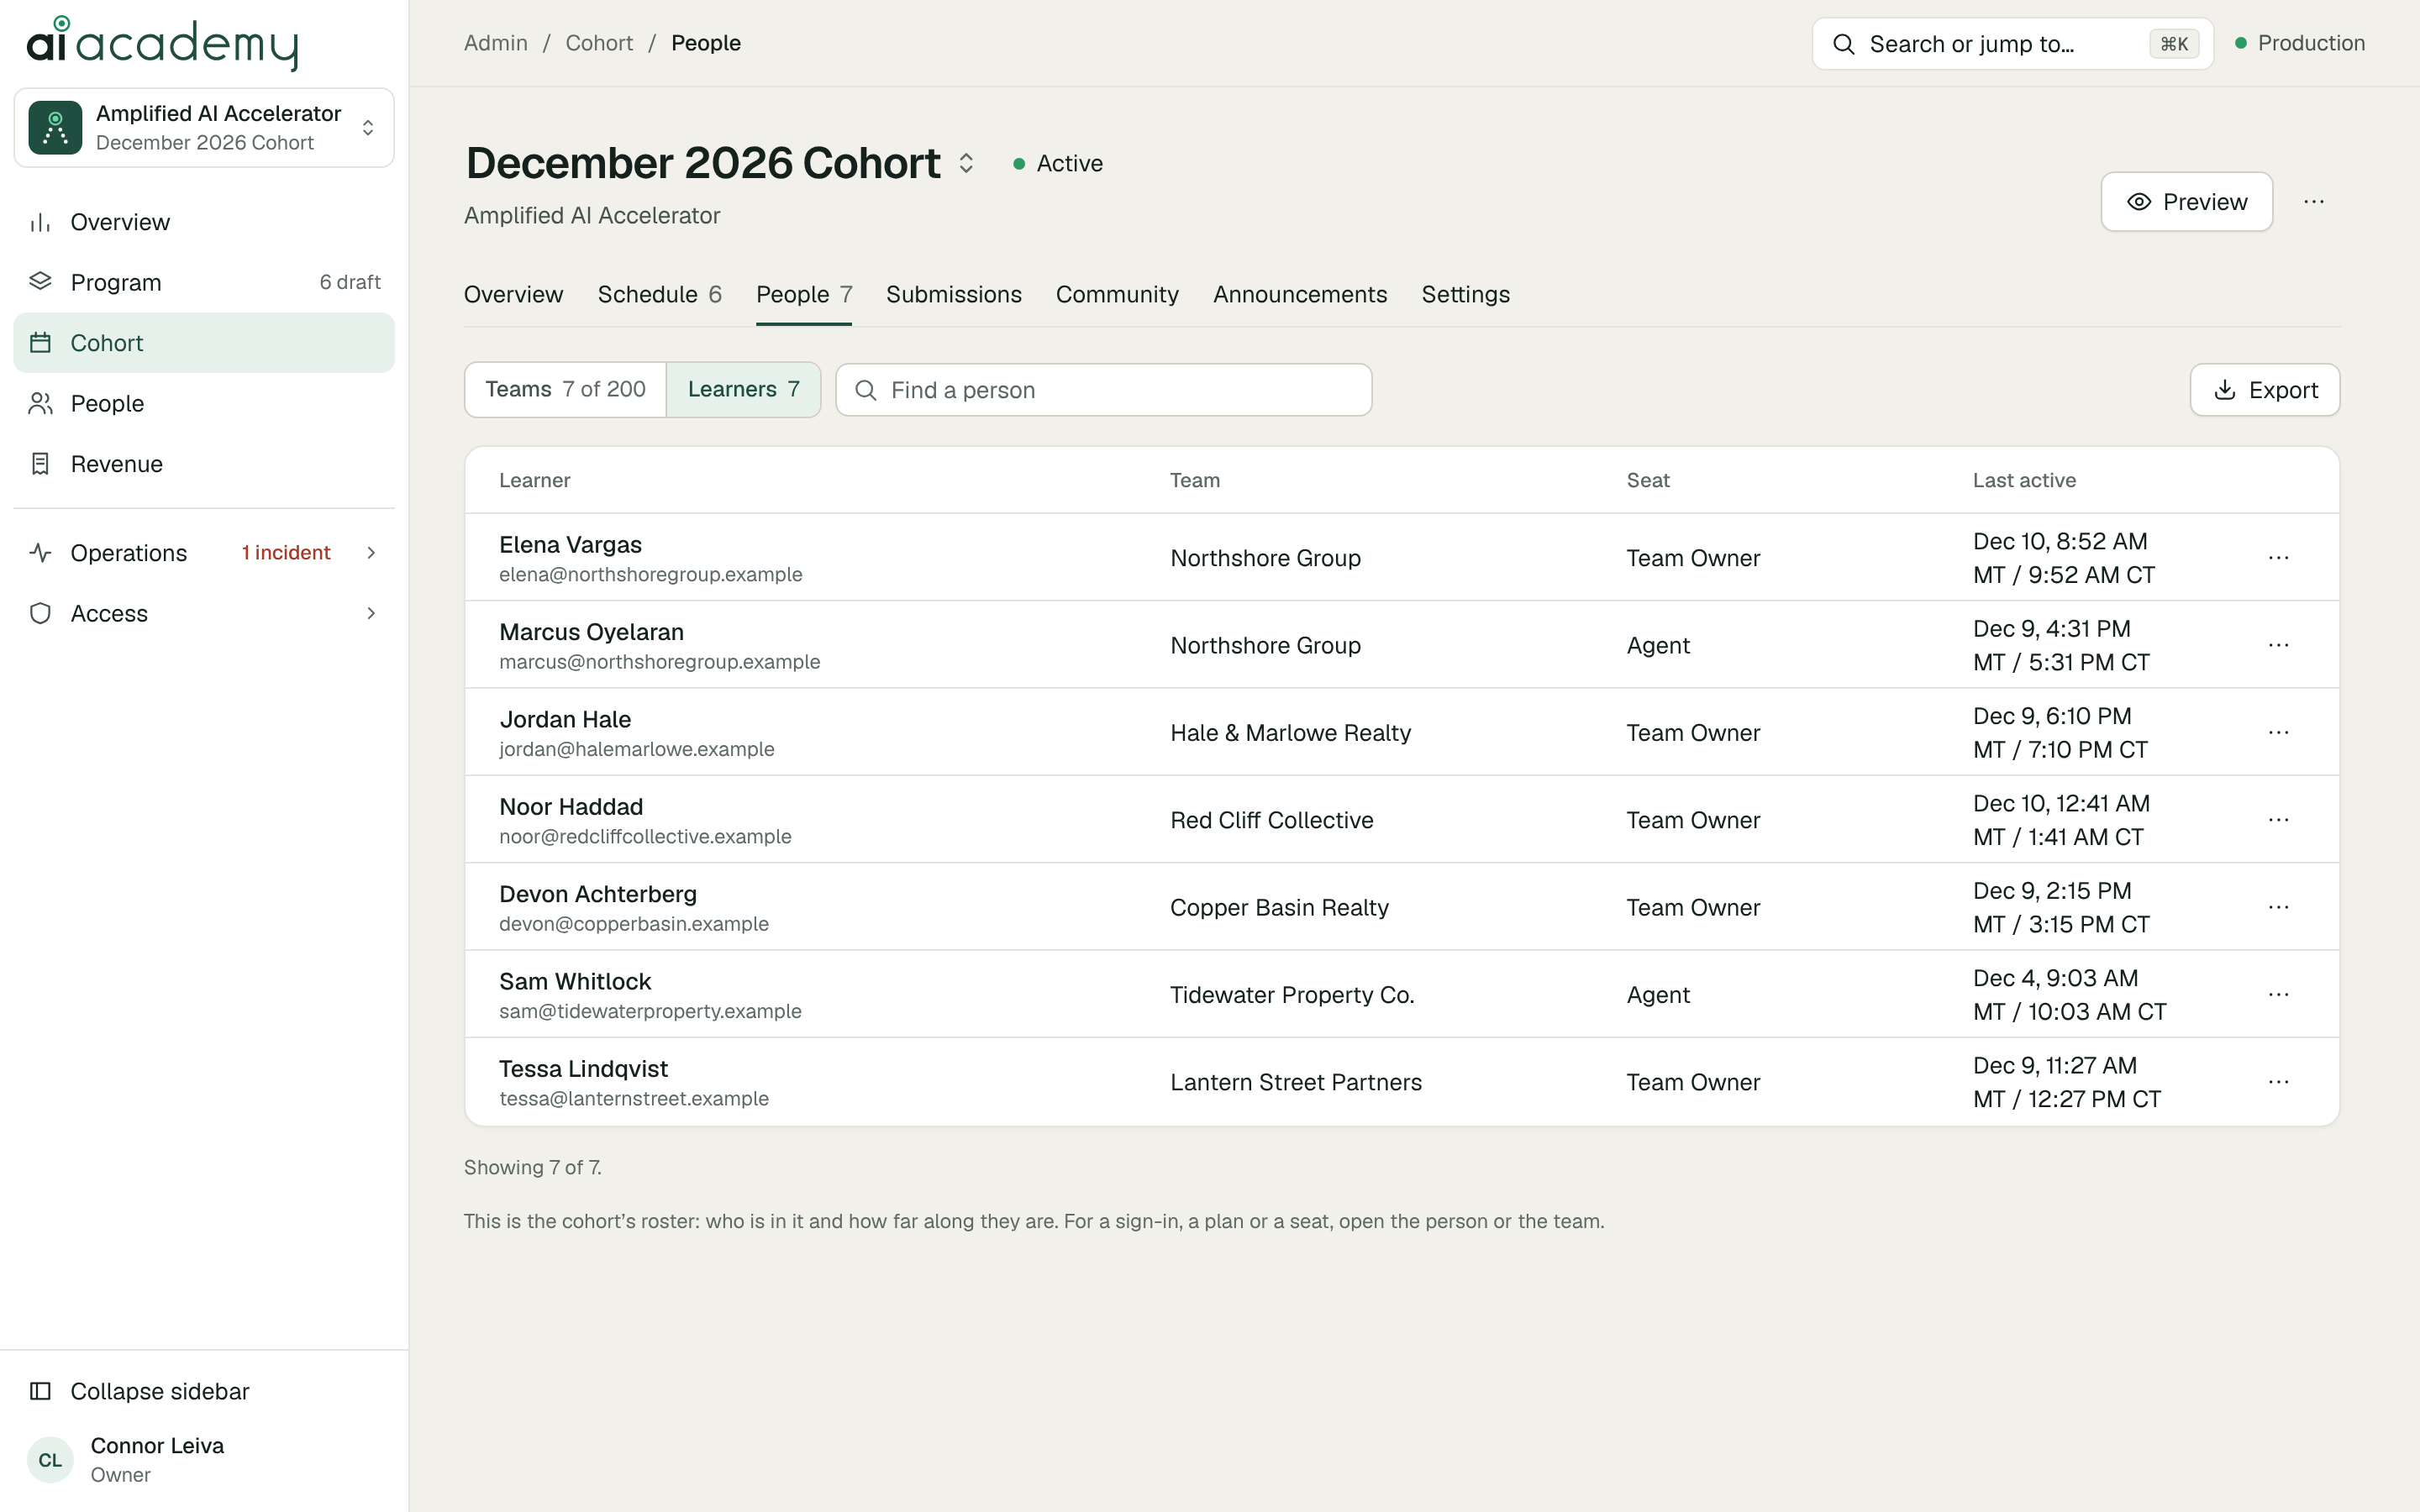 ai academy
Amplified AI Accelerator
December 2026 Cohort
Overview
Program 6 draft
Cohort
People
Revenue
Operations 1 incident
Access
Collapse sidebar
CL
Connor Leiva
Owner
Admin / Cohort / People
Search or jump to… ⌘K
Production
December 2026 Cohort
Active
Amplified AI Accelerator
Preview
Overview Schedule 6 People 7 Submissions Community Announcements Settings
Teams 7 of 200 Learners 7
Find a person
Export
Learner Team Seat Last active
Elena Vargas
elena@northshoregroup.example
Northshore Group
Team Owner
Dec 10, 8:52 AM
MT / 9:52 AM CT
Marcus Oyelaran
marcus@northshoregroup.example
Northshore Group
Agent
Dec 9, 4:31 PM
MT / 5:31 PM CT
Jordan Hale
jordan@halemarlowe.example
Hale & Marlowe Realty
Team Owner
Dec 9, 6:10 PM
MT / 7:10 PM CT
Noor Haddad
noor@redcliffcollective.example
Red Cliff Collective
Team Owner
Dec 10, 12:41 AM
MT / 1:41 AM CT
Devon Achterberg
devon@copperbasin.example
Copper Basin Realty
Team Owner
Dec 9, 2:15 PM
MT / 3:15 PM CT
Sam Whitlock
sam@tidewaterproperty.example
Tidewater Property Co.
Agent
Dec 4, 9:03 AM
MT / 10:03 AM CT
Tessa Lindqvist
tessa@lanternstreet.example
Lantern Street Partners
Team Owner
Dec 9, 11:27 AM
MT / 12:27 PM CT
Showing 7 of 7.
This is the cohort’s roster: who is in it and how far along they are. For a sign-in, a plan or a seat, open the person or the team.